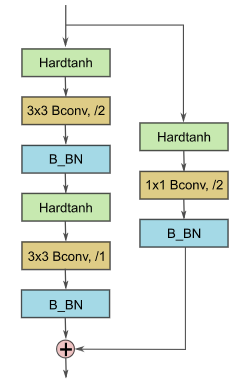 Hardtanh
3x3 Bconv, /2
B_BN
Hardtanh
3x3 Bconv, /1
B_BN
Hardtanh
1x1 Bconv, /2
B_BN